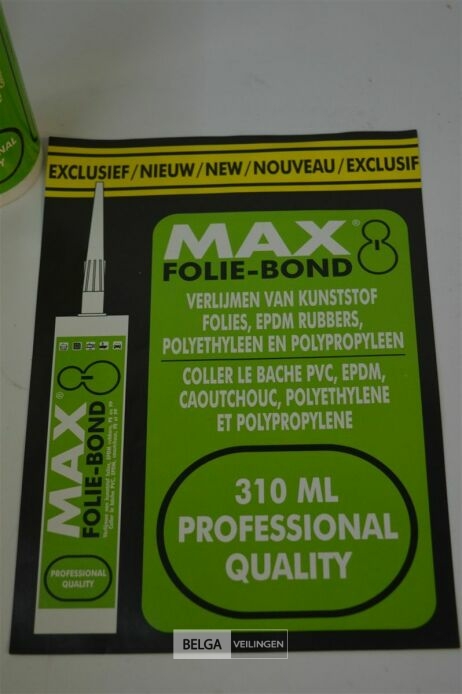 EXCLUSIEF/NIEUW/NEW/NOUVEAU/EXCLUSIF
MAX®
FOLIE-BOND
VERLIJMEN VAN KUNSTSTOF
FOLIES, EPDM RUBBERS,
POLYETHYLEEN EN POLYPROPYLEEN
COLLER LE BACHE PVC, EPDM,
CAOUTCHOUC, POLYETHYLENE
ET POLYPROPYLENE
310 ML
PROFESSIONAL
QUALITY
MAX®
FOLIE-BOND
PROFESSIONAL
QUALITY
BELGA VEILINGEN